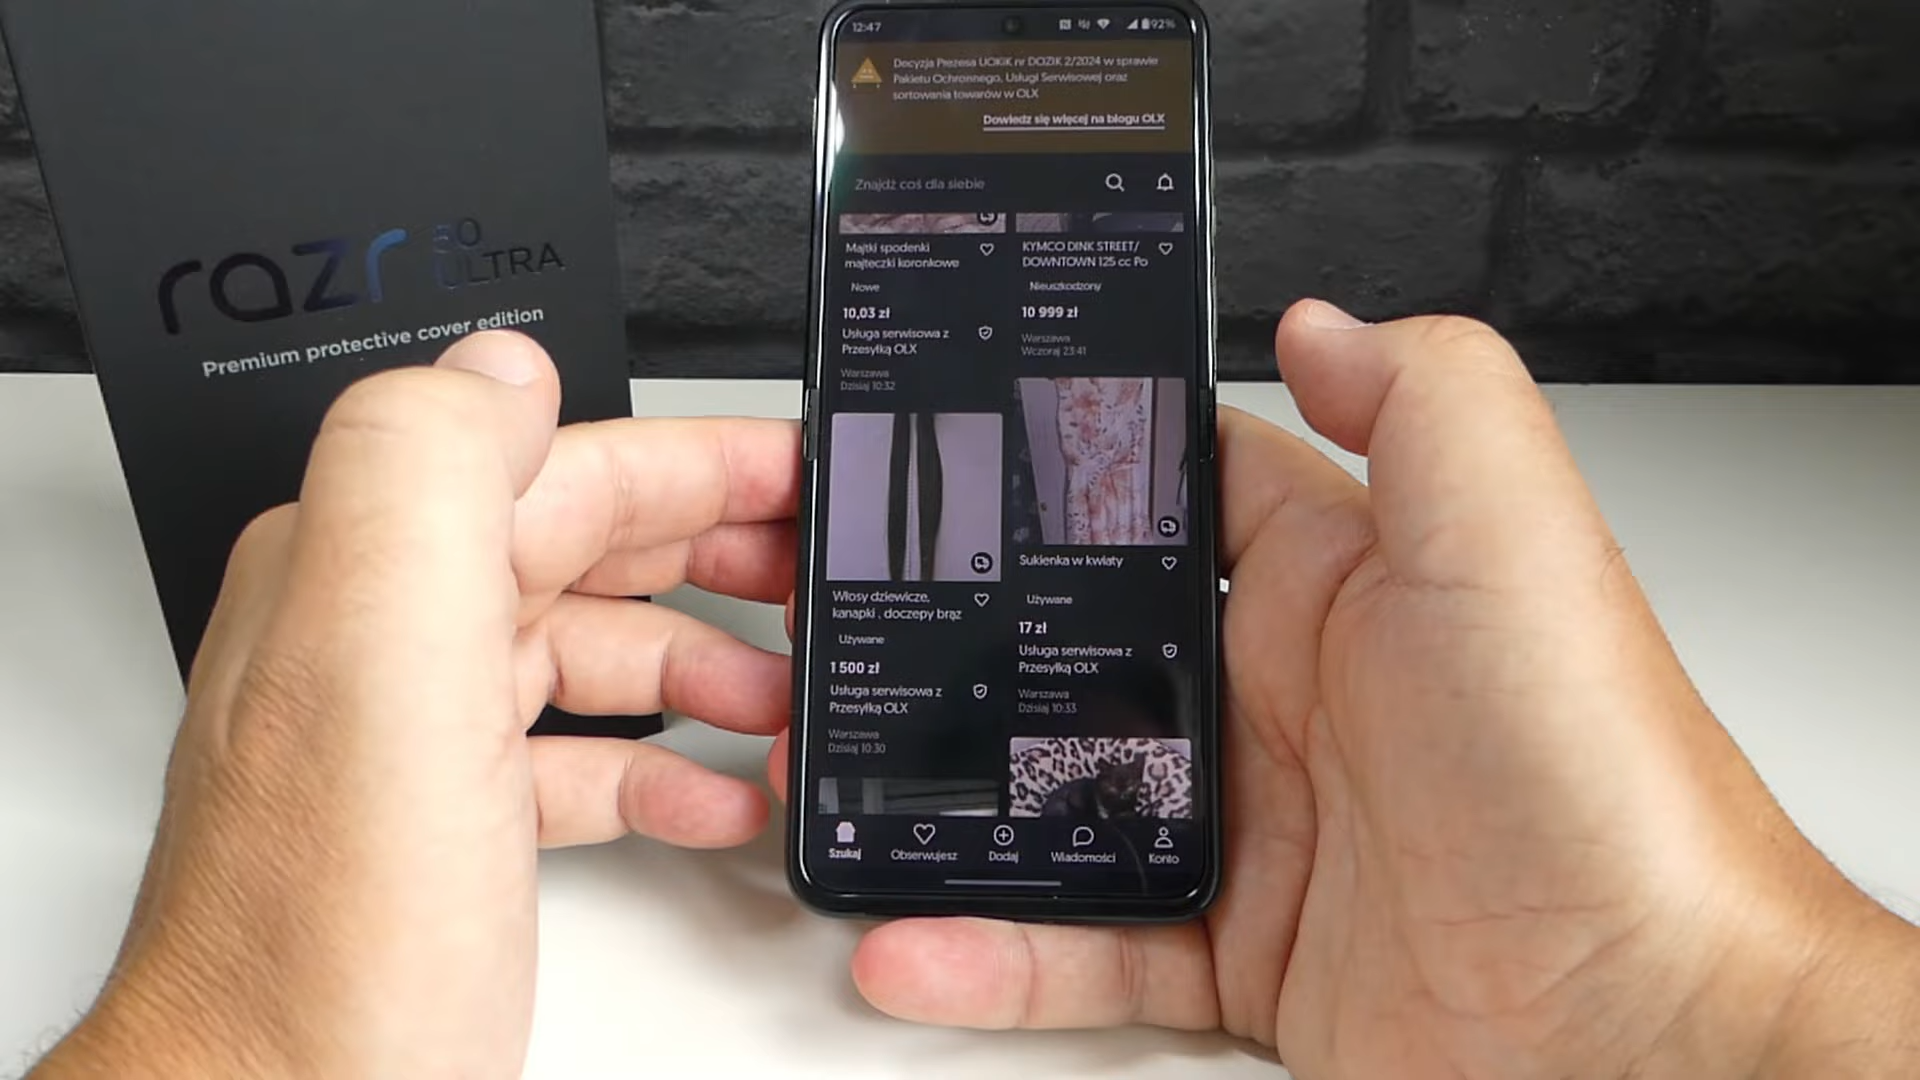 razr 50
ULTRA
Premium protective cover edition
12:47
92%
Decyzja Prezesa UOKiK nr DOZIK 2/2024 w sprawie
Pakietu Ochronnego, Usługi Serwisowej oraz
sortowania towarów w OLX
Dowiedz się więcej na blogu OLX
Znajdź coś dla siebie
Majtki spodenki
majteczki koronkowe
Nowe
10,03 zł
Usługa serwisowa z
Przesyłką OLX
Warszawa
Dzisiaj 10:32
KYMCO DINK STREET/
DOWNTOWN 125 cc Po
Nieuszkodzony
10 999 zł
Warszawa
Wczoraj 23:41
Włosy dziewicze,
kanapki , doczepy brąz
Używane
1 500 zł
Usługa serwisowa z
Przesyłką OLX
Warszawa
Dzisiaj 10:30
Sukienka w kwiaty
Używane
17 zł
Usługa serwisowa z
Przesyłką OLX
Warszawa
Dzisiaj 10:33
Szukaj
Obserwujesz
Dodaj
Wiadomości
Konto